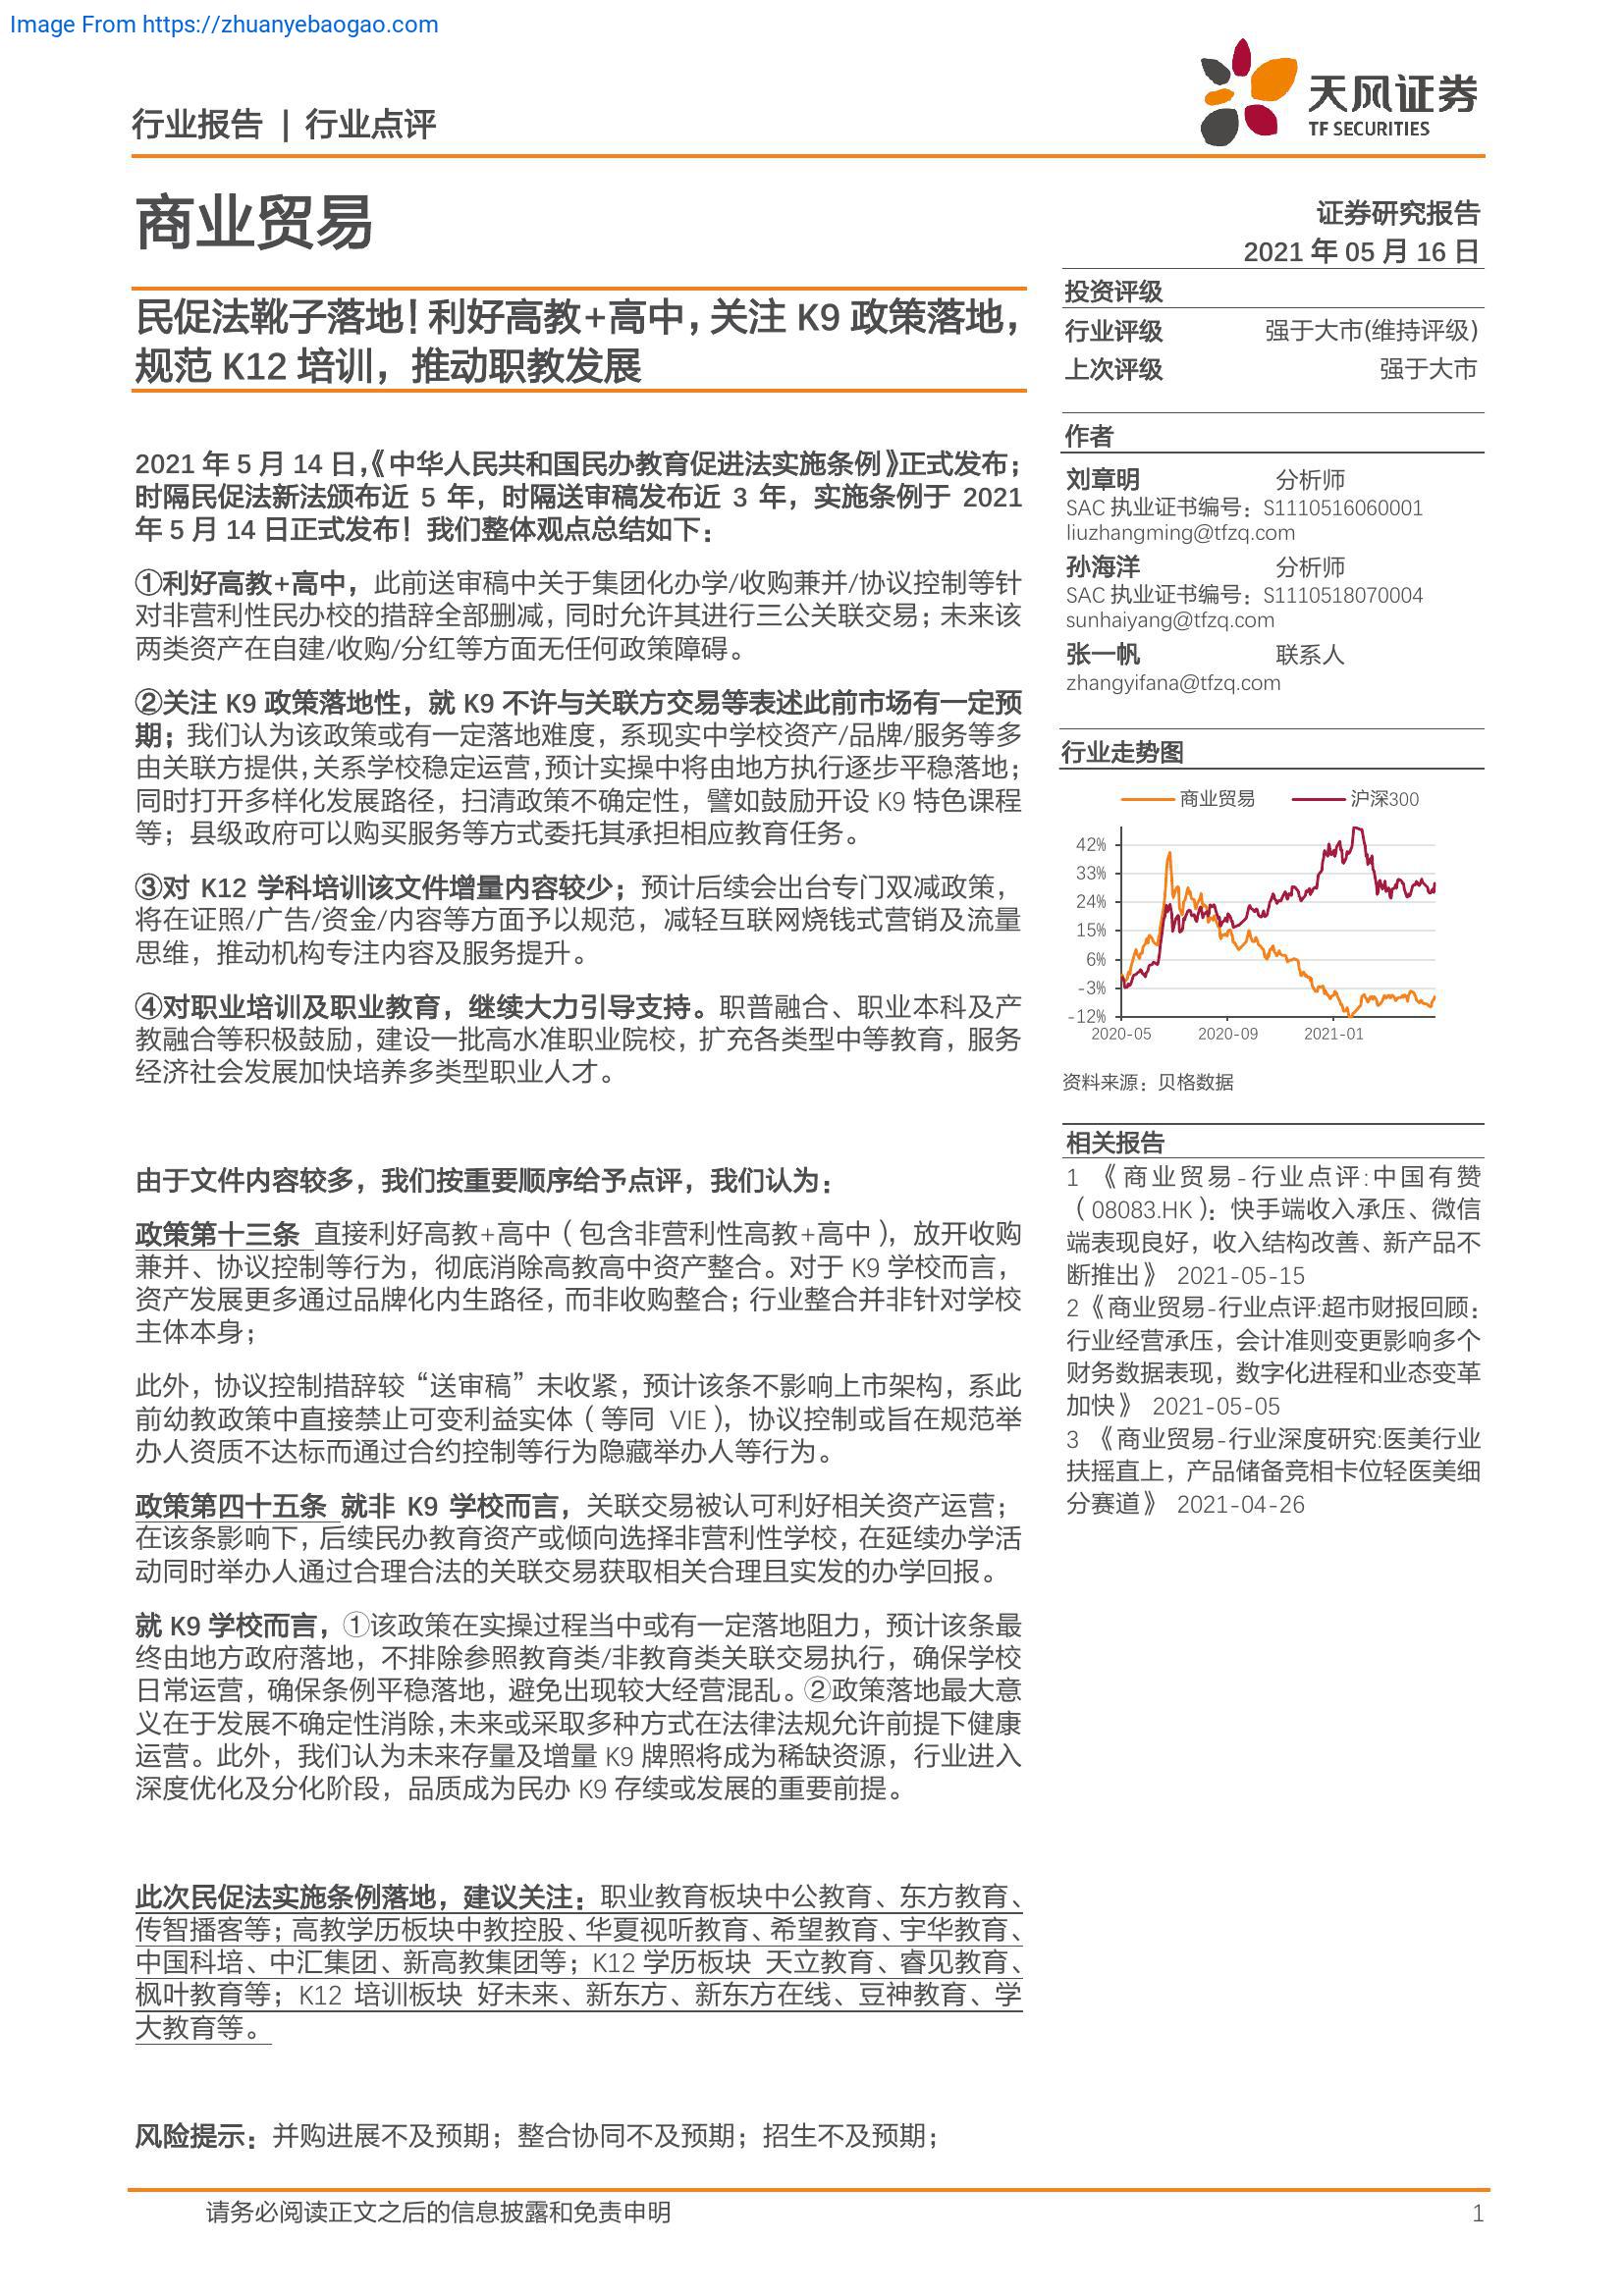 Image From https://zhuanyebaogao.com
行业报告 | 行业点评
天风证券
TF SECURITIES
商业贸易
证券研究报告
2021 年 05 月 16 日
民促法靴子落地！利好高教+高中，关注 K9 政策落地，
规范 K12 培训，推动职教发展
2021 年 5 月 14 日，《中华人民共和国民办教育促进法实施条例》正式发布；
时隔民促法新法颁布近 5 年，时隔送审稿发布近 3 年，实施条例于 2021
年 5 月 14 日正式发布！我们整体观点总结如下：
①利好高教+高中，此前送审稿中关于集团化办学/收购兼并/协议控制等针
对非营利性民办校的措辞全部删减，同时允许其进行三公关联交易；未来该
两类资产在自建/收购/分红等方面无任何政策障碍。
②关注 K9 政策落地性，就 K9 不许与关联方交易等表述此前市场有一定预
期；我们认为该政策或有一定落地难度，系现实中学校资产/品牌/服务等多
由关联方提供，关系学校稳定运营，预计实操中将由地方执行逐步平稳落地；
同时打开多样化发展路径，扫清政策不确定性，譬如鼓励开设 K9 特色课程
等；县级政府可以购买服务等方式委托其承担相应教育任务。
③对 K12 学科培训该文件增量内容较少；预计后续会出台专门双减政策，
将在证照/广告/资金/内容等方面予以规范，减轻互联网烧钱式营销及流量
思维，推动机构专注内容及服务提升。
④对职业培训及职业教育，继续大力引导支持。职普融合、职业本科及产
教融合等积极鼓励，建设一批高水准职业院校，扩充各类型中等教育，服务
经济社会发展加快培养多类型职业人才。
由于文件内容较多，我们按重要顺序给予点评，我们认为：
政策第十三条 直接利好高教+高中（包含非营利性高教+高中），放开收购
兼并、协议控制等行为，彻底消除高教高中资产整合。对于 K9 学校而言，
资产发展更多通过品牌化内生路径，而非收购整合；行业整合并非针对学校
主体本身；
此外，协议控制措辞较“送审稿”未收紧，预计该条不影响上市架构，系此
前幼教政策中直接禁止可变利益实体（等同 VIE），协议控制或旨在规范举
办人资质不达标而通过合约控制等行为隐藏举办人等行为。
政策第四十五条 就非 K9 学校而言，关联交易被认可利好相关资产运营；
在该条影响下，后续民办教育资产或倾向选择非营利性学校，在延续办学活
动同时举办人通过合理合法的关联交易获取相关合理且实发的办学回报。
就 K9 学校而言，①该政策在实操过程当中或有一定落地阻力，预计该条最
终由地方政府落地，不排除参照教育类/非教育类关联交易执行，确保学校
日常运营，确保条例平稳落地，避免出现较大经营混乱。②政策落地最大意
义在于发展不确定性消除，未来或采取多种方式在法律法规允许前提下健康
运营。此外，我们认为未来存量及增量 K9 牌照将成为稀缺资源，行业进入
深度优化及分化阶段，品质成为民办 K9 存续或发展的重要前提。
此次民促法实施条例落地，建议关注：职业教育板块中公教育、东方教育、
传智播客等；高教学历板块中教控股、华夏视听教育、希望教育、宇华教育、
中国科培、中汇集团、新高教集团等；K12 学历板块 天立教育、睿见教育、
枫叶教育等；K12 培训板块 好未来、新东方、新东方在线、豆神教育、学
大教育等。
风险提示：并购进展不及预期；整合协同不及预期；招生不及预期；
投资评级
行业评级 强于大市(维持评级)
上次评级 强于大市
作者
刘章明 分析师
SAC 执业证书编号：S1110516060001
liuzhangming@tfzq.com
孙海洋 分析师
SAC 执业证书编号：S1110518070004
sunhaiyang@tfzq.com
张一帆 联系人
zhangyifana@tfzq.com
行业走势图
商业贸易 沪深300
42%
33%
24%
15%
6%
-3%
-12%
2020-05 2020-09 2021-01
资料来源：贝格数据
相关报告
1 《商业贸易-行业点评:中国有赞
（08083.HK）：快手端收入承压、微信
端表现良好，收入结构改善、新产品不
断推出》 2021-05-15
2《商业贸易-行业点评:超市财报回顾：
行业经营承压，会计准则变更影响多个
财务数据表现，数字化进程和业态变革
加快》 2021-05-05
3 《商业贸易-行业深度研究:医美行业
扶摇直上，产品储备竞相卡位轻医美细
分赛道》 2021-04-26
请务必阅读正文之后的信息披露和免责申明 1